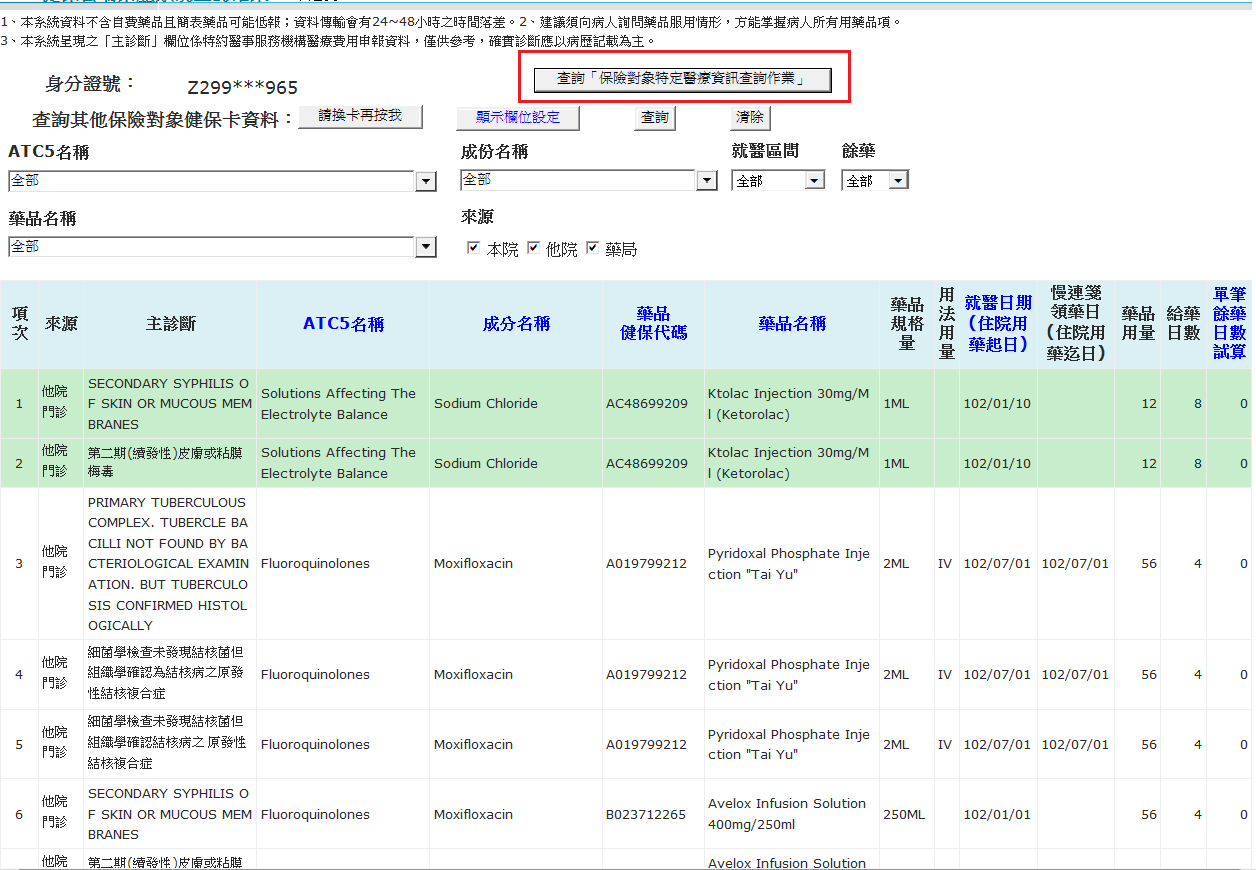 1、本系統資料不含自費藥品且簡表藥品可能低報；資料傳輸會有24~48小時之時間落差。2、建議須向病人詢問藥品服用情形，方能掌握病人所有用藥品項。
3、本系統呈現之「主診斷」欄位係特約醫事服務機構醫療費用申報資料，僅供參考，確實診斷應以病歷記載為主。
身分證號： Z299***965 查詢「保險對象特定醫療資訊查詢作業」
查詢其他保險對象健保卡資料： 請換卡再按我 顯示欄位設定 查詢 清除
ATC5名稱 成份名稱 就醫區間 餘藥
全部 全部 全部 全部
藥品名稱 來源
全部 本院 他院 藥局
項次 來源 主診斷 ATC5名稱 成分名稱 藥品健保代碼 藥品名稱 藥品規格量 用法用量 就醫日期(住院用藥起日) 慢連箋領藥日(住院用藥迄日) 藥品用量 給藥日數 單筆餘藥日數試算
1 他院門診 SECONDARY SYPHILIS OF SKIN OR MUCOUS MEMBRANES Solutions Affecting The Electrolyte Balance Sodium Chloride AC48699209 Ktolac Injection 30mg/Ml (Ketorolac) 1ML 102/01/10 12 8 0
2 他院門診 第二期(續發性)皮膚或粘膜梅毒 Solutions Affecting The Electrolyte Balance Sodium Chloride AC48699209 Ktolac Injection 30mg/Ml (Ketorolac) 1ML 102/01/10 12 8 0
3 他院門診 PRIMARY TUBERCULOUS COMPLEX. TUBERCLE BACILLI NOT FOUND BY BACTERIOLOGICAL EXAMINATION. BUT TUBERCULOSIS CONFIRMED HISTOLOGICALLY Fluoroquinolones Moxifloxacin A019799212 Pyridoxal Phosphate Injection "Tai Yu" 2ML IV 102/07/01 102/07/01 56 4 0
4 他院門診 細菌學檢查未發現結核菌但組織學確認為結核病之原發性結核複合症 Fluoroquinolones Moxifloxacin A019799212 Pyridoxal Phosphate Injection "Tai Yu" 2ML IV 102/07/01 102/07/01 56 4 0
5 他院門診 細菌學檢查未發現結核菌但組織學確認結核病之 原發性結核複合症 Fluoroquinolones Moxifloxacin A019799212 Pyridoxal Phosphate Injection "Tai Yu" 2ML IV 102/07/01 102/07/01 56 4 0
6 他院門診 SECONDARY SYPHILIS OF SKIN OR MUCOUS MEMBRANES Fluoroquinolones Moxifloxacin B023712265 Avelox Infusion Solution 400mg/250ml 250ML 102/01/01 56 4 0
他院 第二期(續發性)皮膚或粘膜 Avelox Infusion Solution